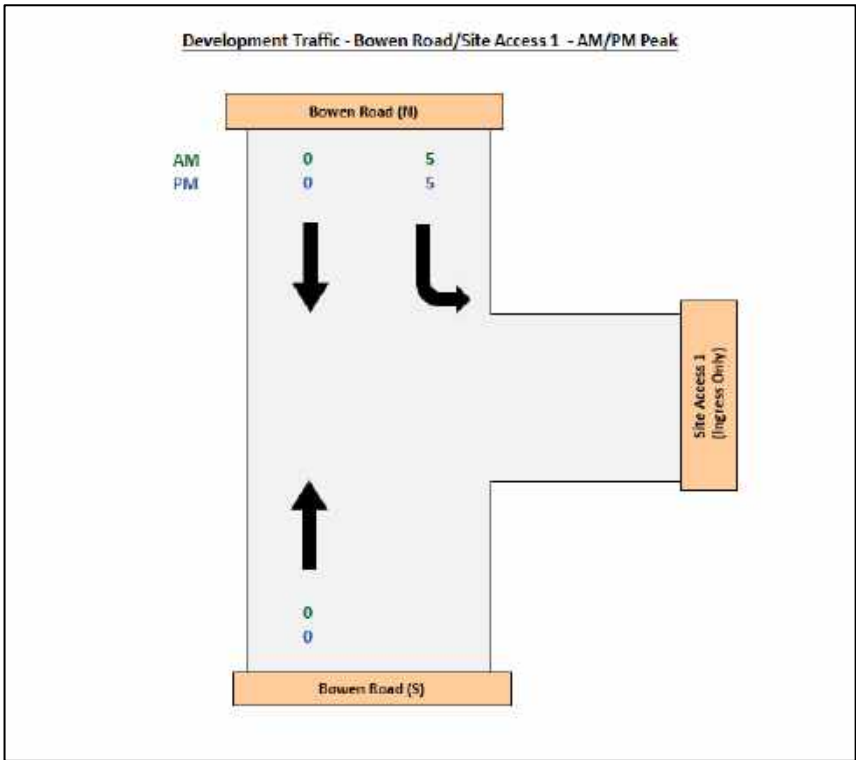 Development Traffic - Bowen Road/Site Access 1 - AM/PM Peak
Bowen Road (N)
AM 0 5
PM 0 5
Site Access 1
(Ingress Only)
0
0
Bowen Road (S)